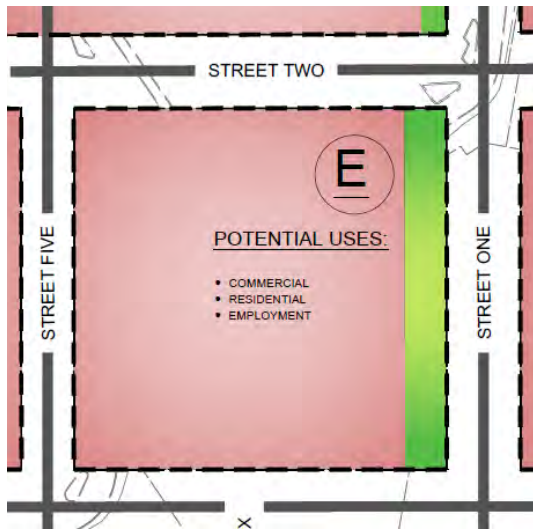 STREET TWO
E
POTENTIAL USES:
• COMMERCIAL
• RESIDENTIAL
• EMPLOYMENT
STREET FIVE
STREET ONE
X